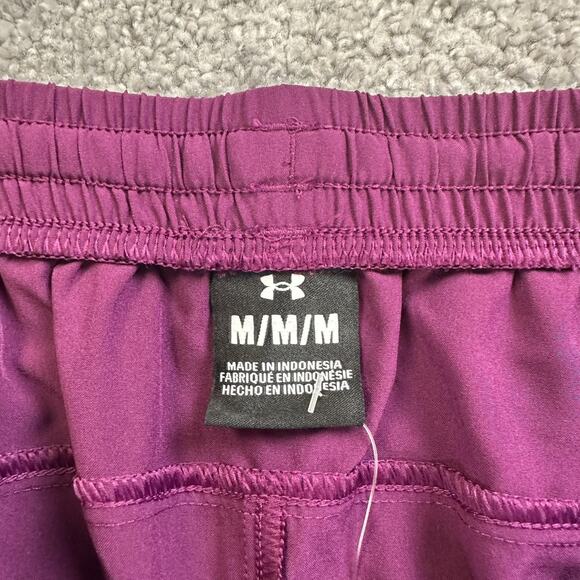 M/M/M
MADE IN INDONESIA
FABRIQUÉ EN INDONÉSIE
HECHO EN INDONESIA